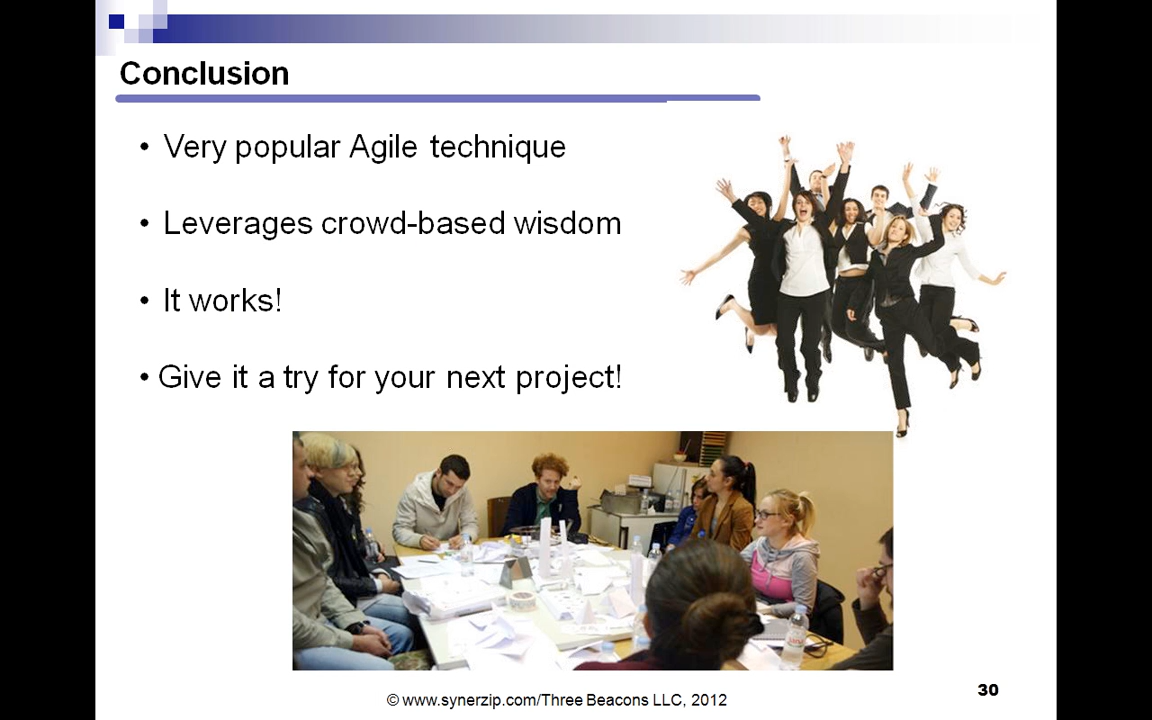 Conclusion
• Very popular Agile technique
• Leverages crowd-based wisdom
• It works!
• Give it a try for your next project!
© www.synerzip.com/Three Beacons LLC, 2012
30